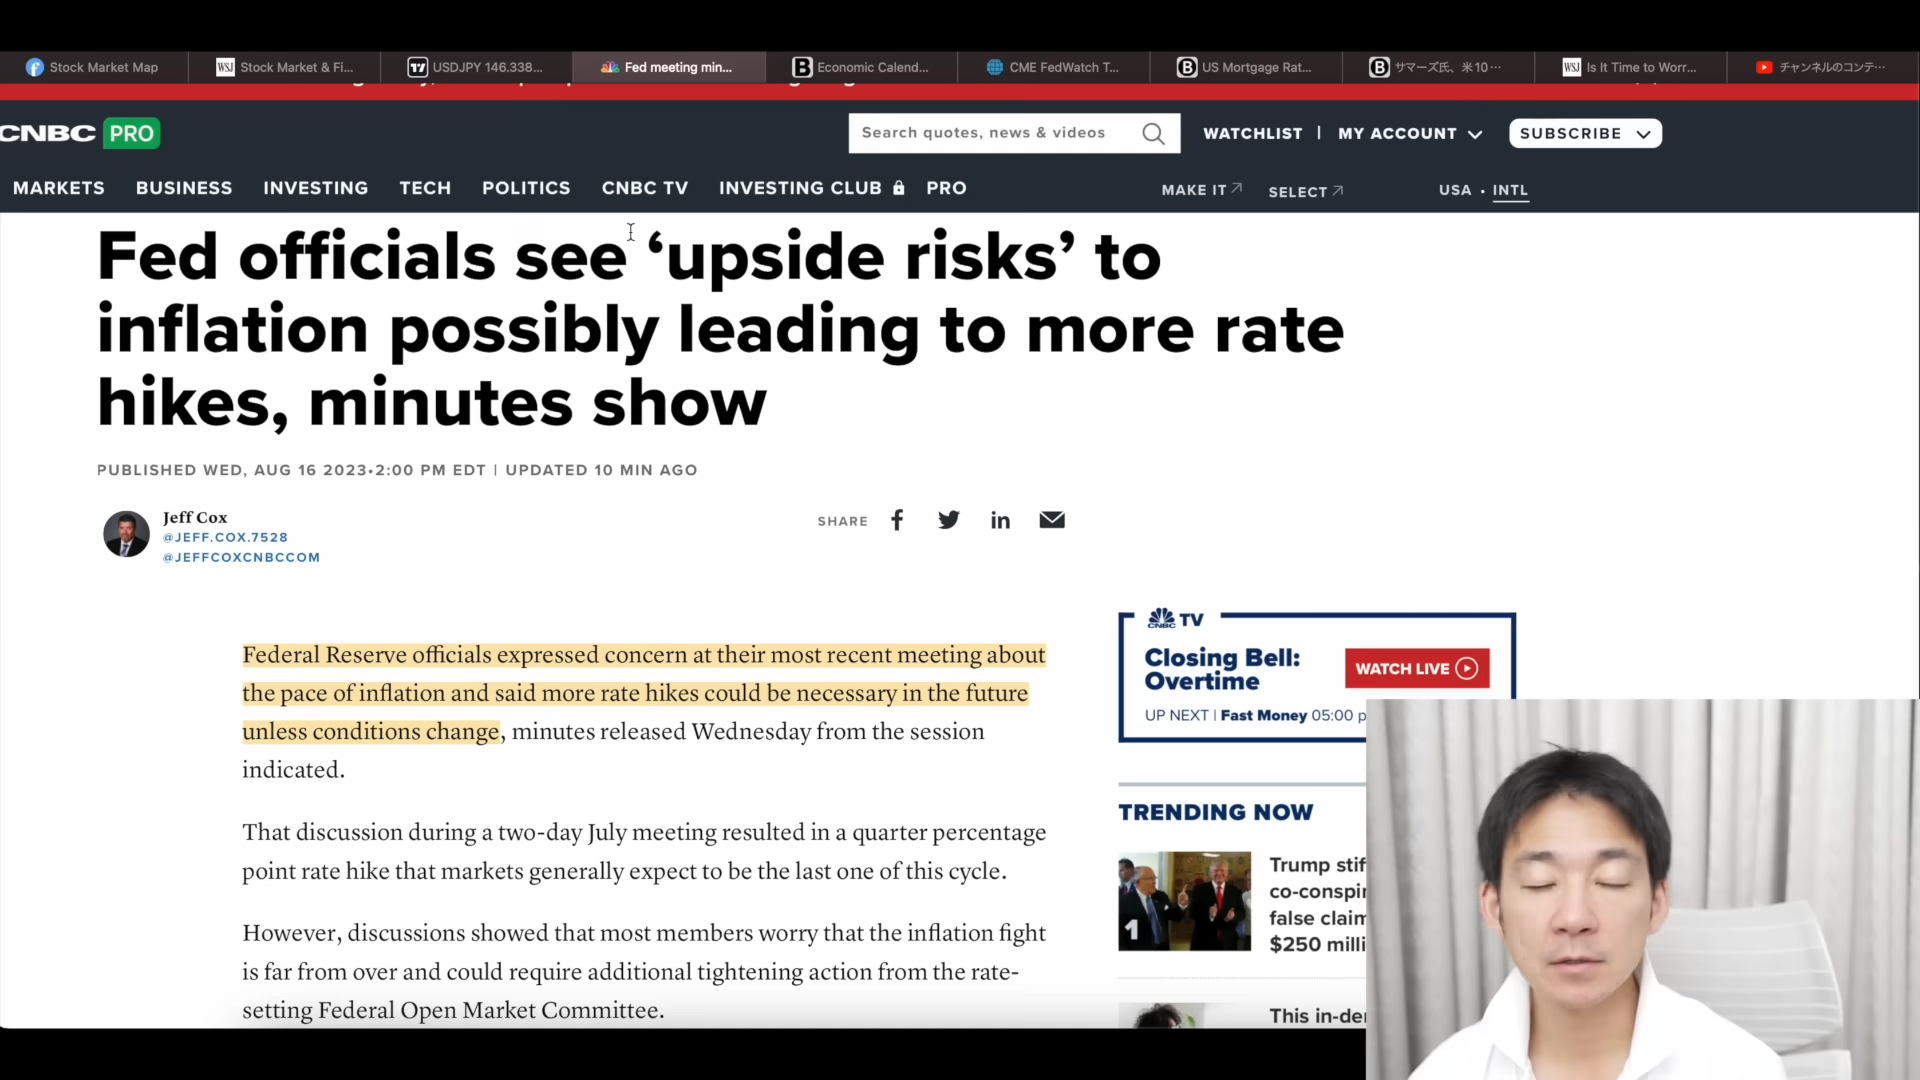 Stock Market Map
WSJ Stock Market & Fi...
17 USDJPY 146.338...
Fed meeting min...
B Economic Calend...
CME FedWatch T...
B US Mortgage Rat...
B サマーズ氏、米10…
WSJ Is It Time to Worr...
チャンネルのコンテ…
CNBC PRO
Search quotes, news & videos
WATCHLIST | MY ACCOUNT
SUBSCRIBE
MARKETS BUSINESS INVESTING TECH POLITICS CNBC TV INVESTING CLUB PRO
MAKE IT SELECT USA • INTL
Fed officials see ‘upside risks’ to
inflation possibly leading to more rate
hikes, minutes show
PUBLISHED WED, AUG 16 2023•2:00 PM EDT | UPDATED 10 MIN AGO
Jeff Cox
@JEFF.COX.7528
@JEFFCOXCNBCCOM
SHARE
Federal Reserve officials expressed concern at their most recent meeting about
the pace of inflation and said more rate hikes could be necessary in the future
unless conditions change, minutes released Wednesday from the session
indicated.
That discussion during a two-day July meeting resulted in a quarter percentage
point rate hike that markets generally expect to be the last one of this cycle.
However, discussions showed that most members worry that the inflation fight
is far from over and could require additional tightening action from the rate-
setting Federal Open Market Committee.
CNBC TV
Closing Bell:
Overtime
WATCH LIVE
UP NEXT | Fast Money 05:00 p
TRENDING NOW
1
Trump stif
co-conspir
false claim
$250 milli
This in-de